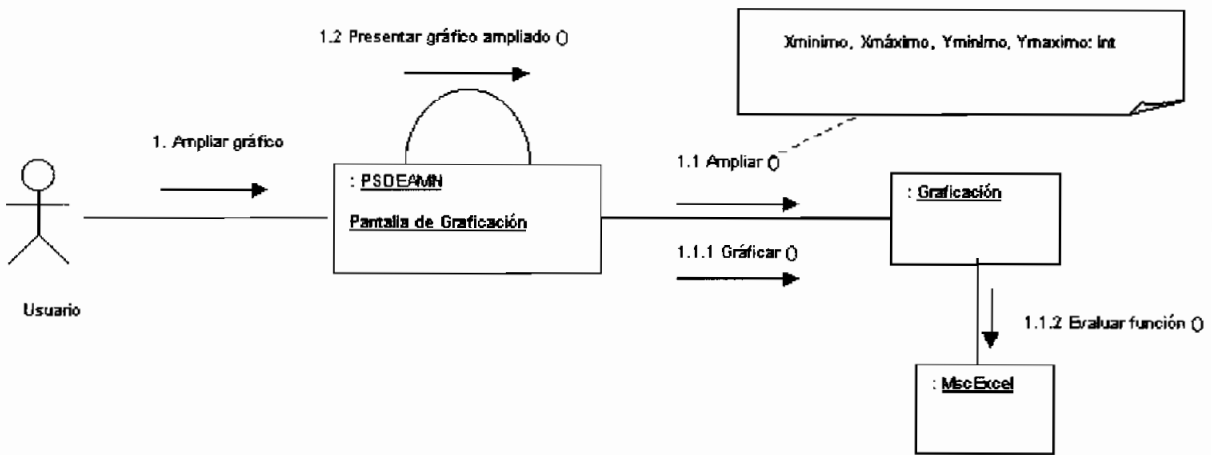 1.2 Presentar gráfico ampliado ()
Xminimo, Xmáximo, Yminimo, Ymaximo: int
1. Ampliar gráfico
1.1 Ampliar ()
: PSDEAMN
Pantalla de Graficación
: Graficación
1.1.1 Gráficar ()
Usuario
1.1.2 Evaluar función ()
: MscExcel